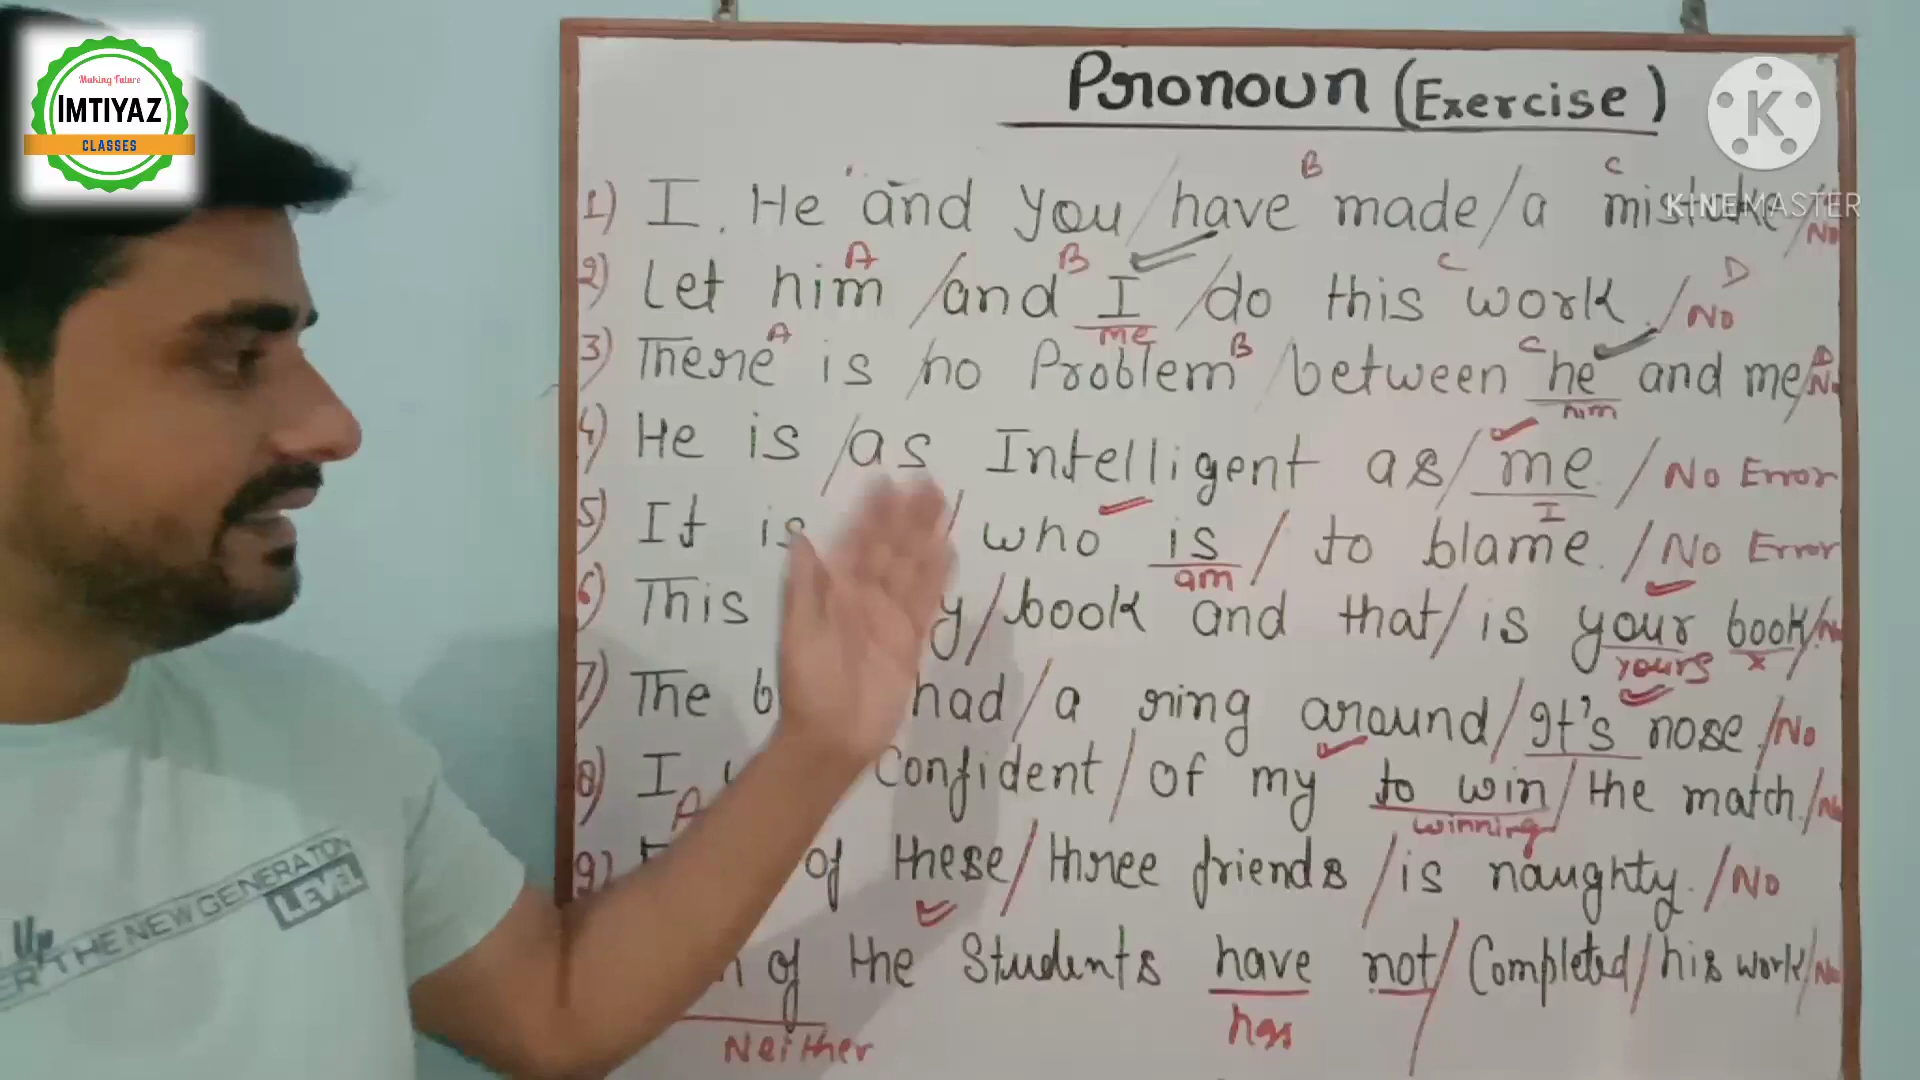 Making Future
IMTIYAZ
CLASSES
K
KINEMASTER
Pronoun (Exercise)
1) I. He and you / have made / a mistake / No
B C
2) Let him / and I / do this work. / No
A B C D
me
3) There is / no Problem / between he and me / No
A B C D
him
4) He is / as Intelligent as / me / No Error
I
5) It is / who is / to blame. / No Error
am
6) This / book and that / is your book / No
yours x
7) The had / a ring around / It's nose / No
8) I Confident / of my to win / the match. / No
A winning
9) of these / three friends / is naughty. / No
of the Students have not / Completed / his work / No
Neither has
Up
ER THE NEW GENERATON
LEVEL